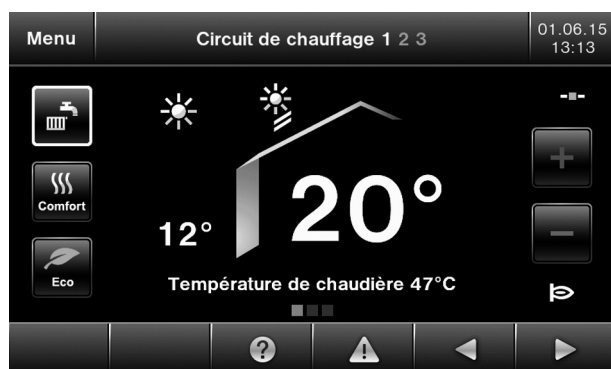 Menu
Circuit de chauffage 1 2 3
01.06.15
13:13
Comfort
Eco
12°
20°
Température de chaudière 47°C